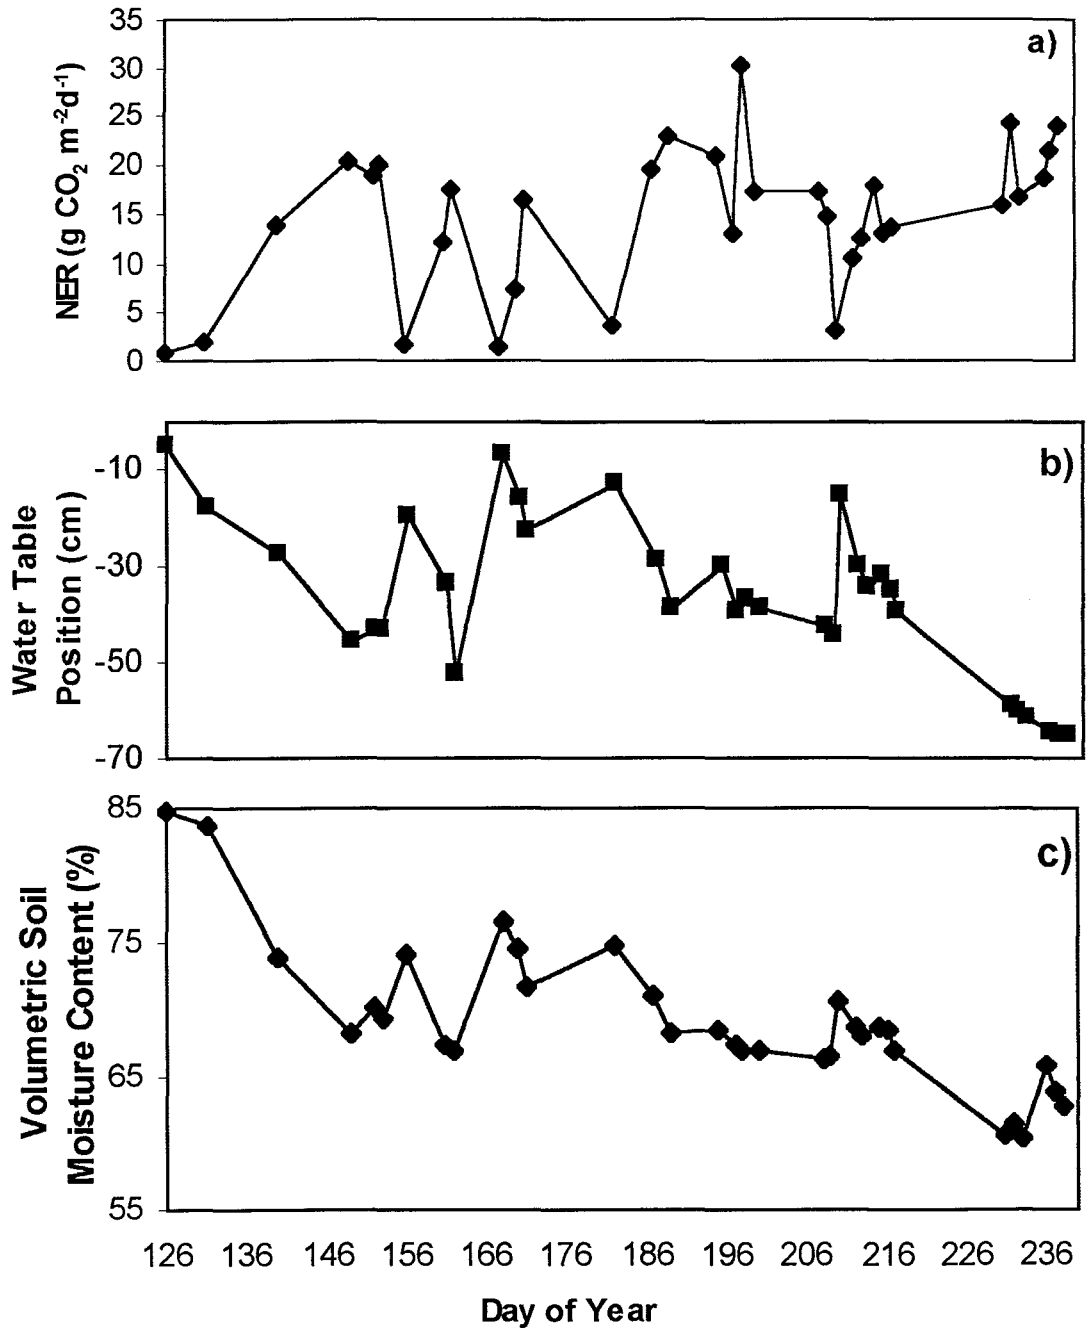 35
a)
30
25
20
15
10
5
0
NER (g CO₂ m⁻²d⁻¹)
b)
-10
-30
-50
-70
Water Table
Position (cm)
85
c)
75
65
55
Volumetric Soil
Moisture Content (%)
126 136 146 156 166 176 186 196 206 216 226 236
Day of Year